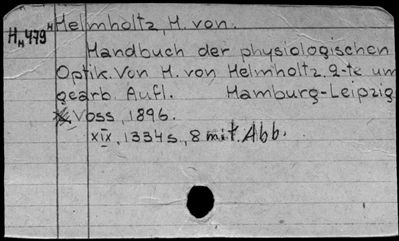 Helmholtz, H. von.
Hн479
Handbuch der physiologischen
Optik. Von H. von Helmholtz. 2-te um
gearb. Aufl. Hamburg-Leipzig
Voss, 1896.
XIX, 1334 s., 8 mit. Abb.